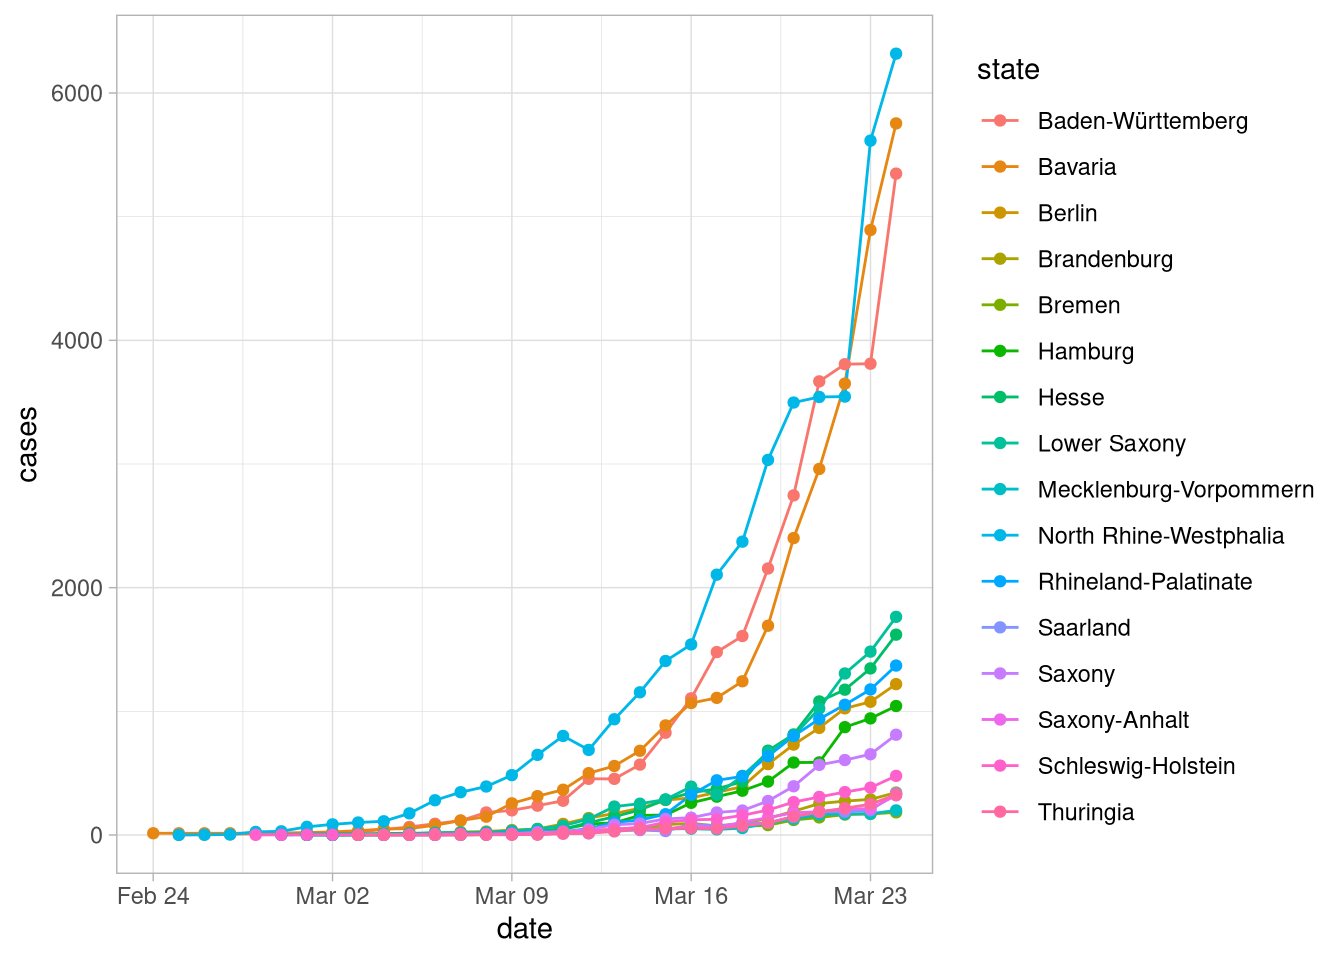 6000
4000
2000
0
cases
Feb 24 Mar 02 Mar 09 Mar 16 Mar 23
date
state
Baden-Württemberg
Bavaria
Berlin
Brandenburg
Bremen
Hamburg
Hesse
Lower Saxony
Mecklenburg-Vorpommern
North Rhine-Westphalia
Rhineland-Palatinate
Saarland
Saxony
Saxony-Anhalt
Schleswig-Holstein
Thuringia